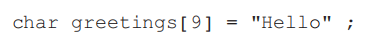 char greetings[9] = "Hello" ;